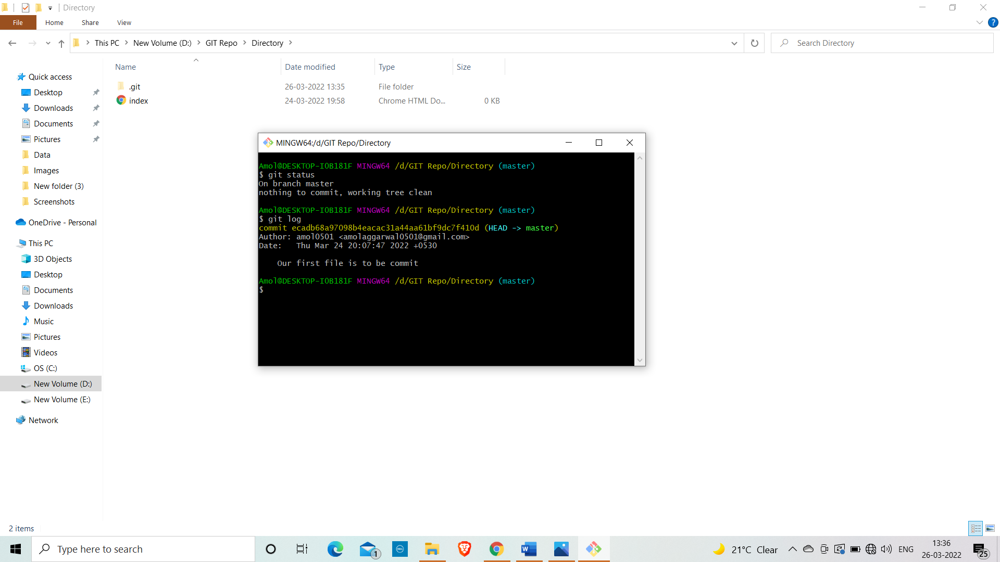 Directory
File Home Share View
This PC New Volume (D:) GIT Repo Directory
Search Directory
Name Date modified Type Size
.git 26-03-2022 13:35 File folder
index 24-03-2022 19:58 Chrome HTML Do... 0 KB
Quick access
Desktop
Downloads
Documents
Pictures
Data
Images
New folder (3)
Screenshots
OneDrive - Personal
This PC
3D Objects
Desktop
Documents
Downloads
Music
Pictures
Videos
OS (C:)
New Volume (D:)
New Volume (E:)
Network
MINGW64:/d/GIT Repo/Directory
Amol@DESKTOP-IOB181F MINGW64 /d/GIT Repo/Directory (master)
$ git status
On branch master
nothing to commit, working tree clean
Amol@DESKTOP-IOB181F MINGW64 /d/GIT Repo/Directory (master)
$ git log
commit ecadb68a97098b4eacac31a44aa61bf9dc7f410d (HEAD -> master)
Author: amol0501 <amolaggarwal0501@gmail.com>
Date:   Thu Mar 24 20:07:47 2022 +0530
Our first file is to be commit
Amol@DESKTOP-IOB181F MINGW64 /d/GIT Repo/Directory (master)
$
2 items
Type here to search
1
DELL
W
21°C Clear
ENG
13:36
26-03-2022
25